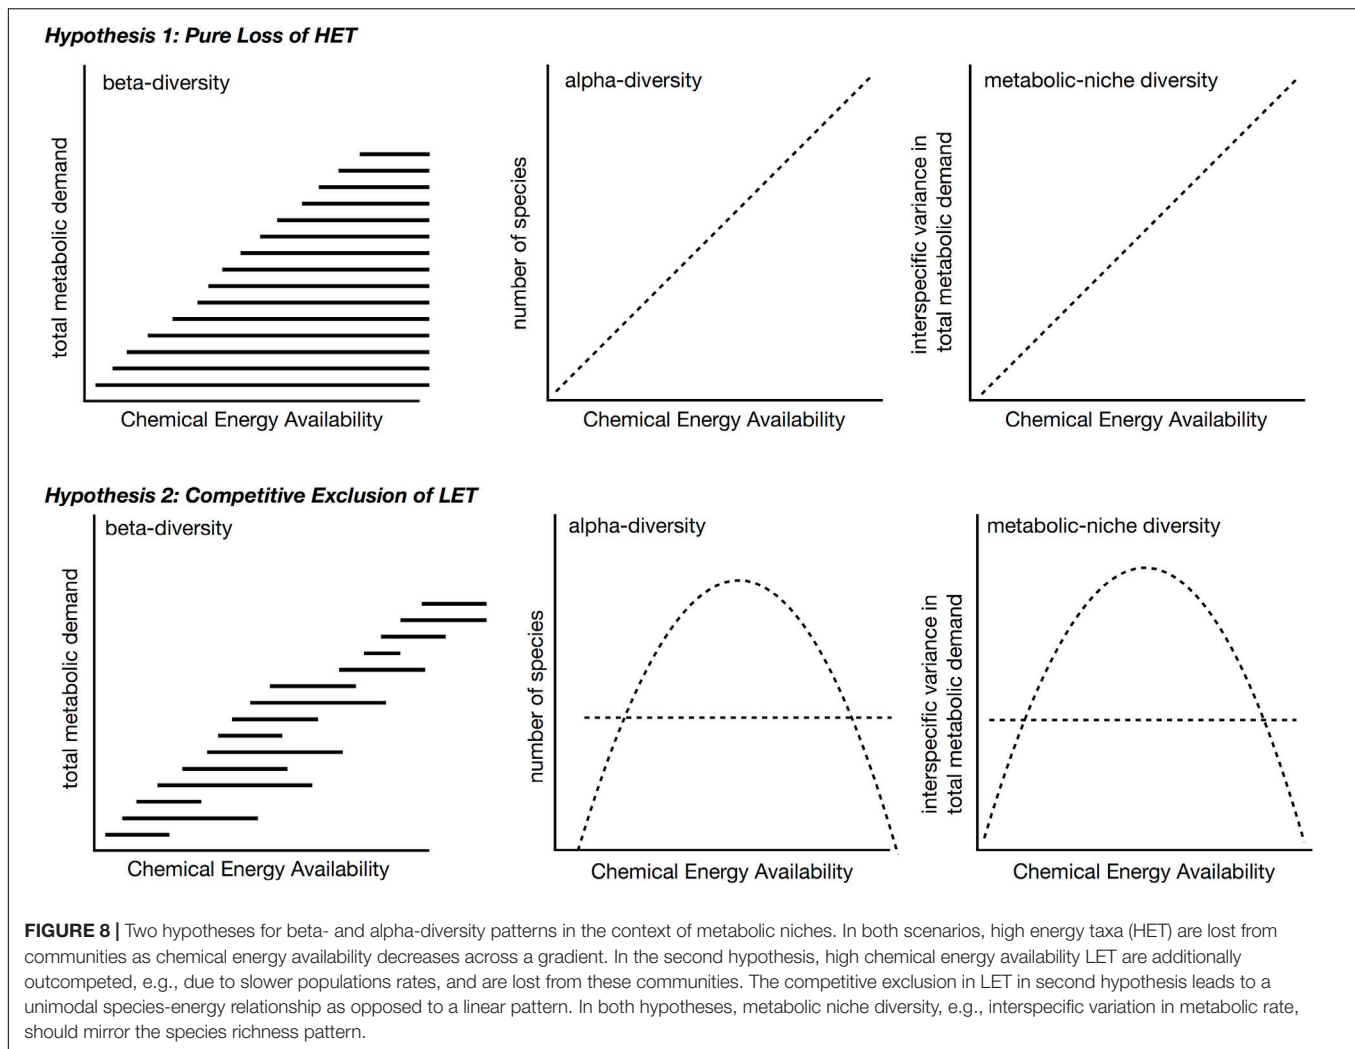 Hypothesis 1: Pure Loss of HET
beta-diversity
total metabolic demand
Chemical Energy Availability
alpha-diversity
number of species
Chemical Energy Availability
metabolic-niche diversity
interspecific variance in
total metabolic demand
Chemical Energy Availability
Hypothesis 2: Competitive Exclusion of LET
beta-diversity
total metabolic demand
Chemical Energy Availability
alpha-diversity
number of species
Chemical Energy Availability
metabolic-niche diversity
interspecific variance in
total metabolic demand
Chemical Energy Availability
FIGURE 8 | Two hypotheses for beta- and alpha-diversity patterns in the context of metabolic niches. In both scenarios, high energy taxa (HET) are lost from
communities as chemical energy availability decreases across a gradient. In the second hypothesis, high chemical energy availability LET are additionally
outcompeted, e.g., due to slower populations rates, and are lost from these communities. The competitive exclusion in LET in second hypothesis leads to a
unimodal species-energy relationship as opposed to a linear pattern. In both hypotheses, metabolic niche diversity, e.g., interspecific variation in metabolic rate,
should mirror the species richness pattern.